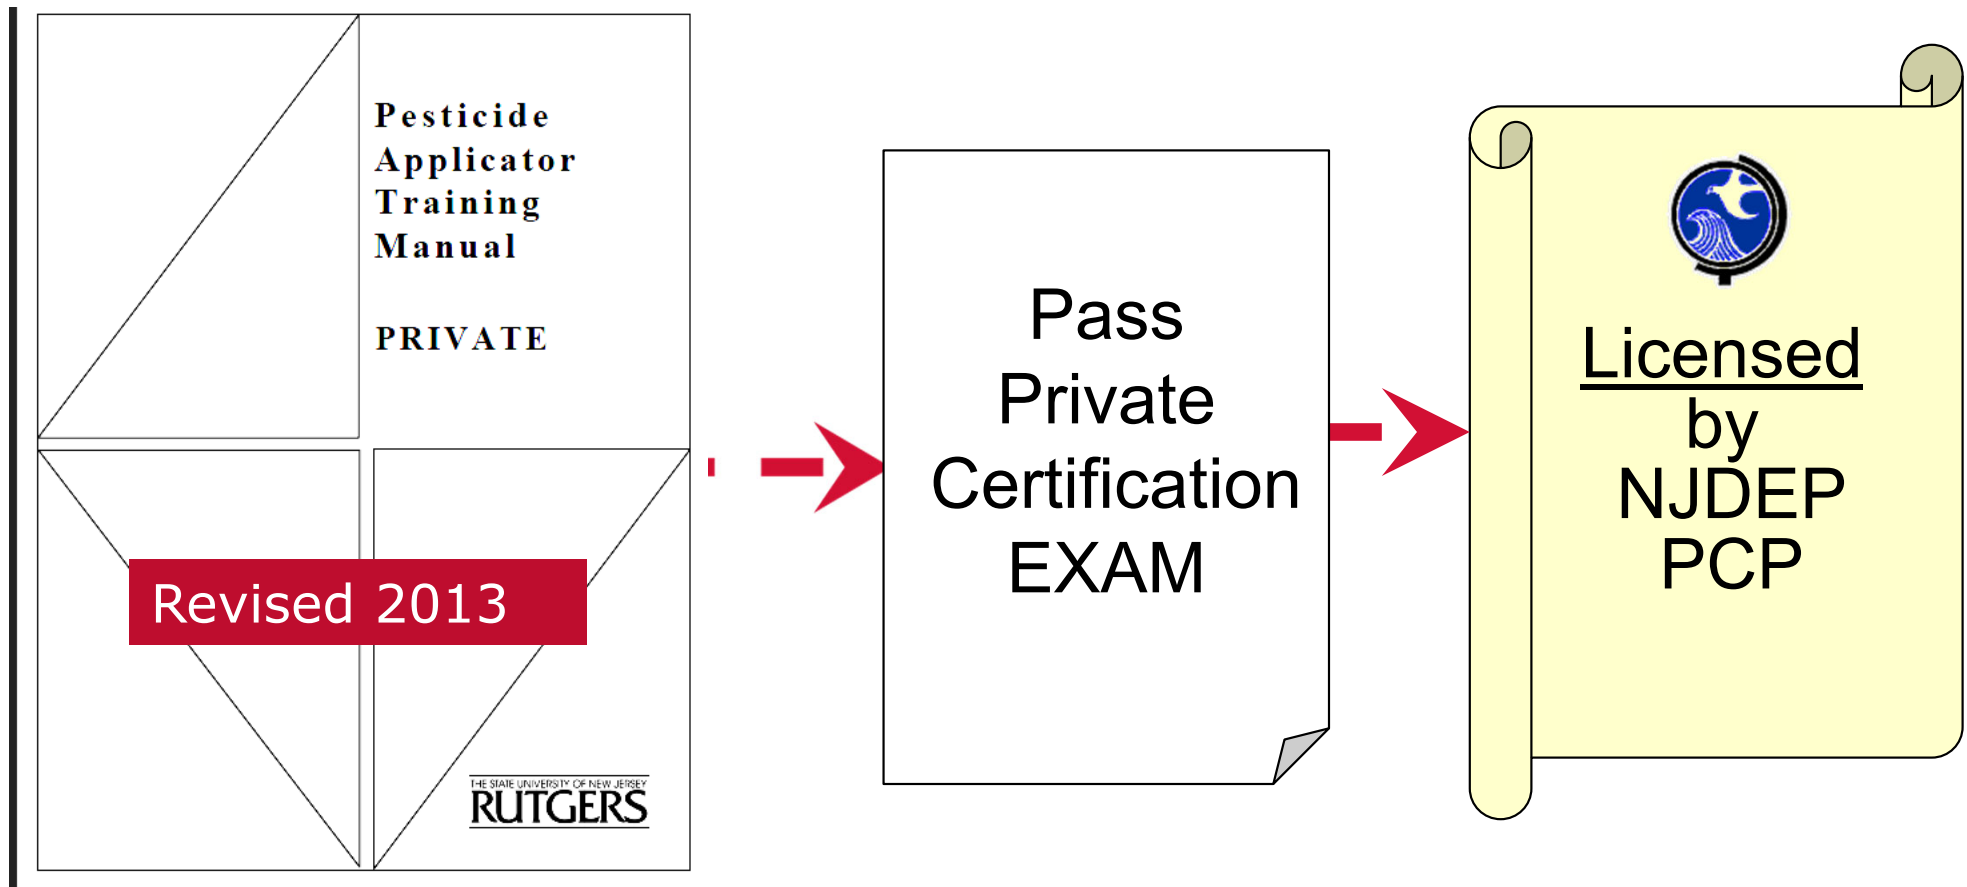 Pesticide
Applicator
Training
Manual
PRIVATE
Revised 2013
THE STATE UNIVERSITY OF NEW JERSEY
RUTGERS
Pass
Private
Certification
EXAM
Licensed
by
NJDEP
PCP